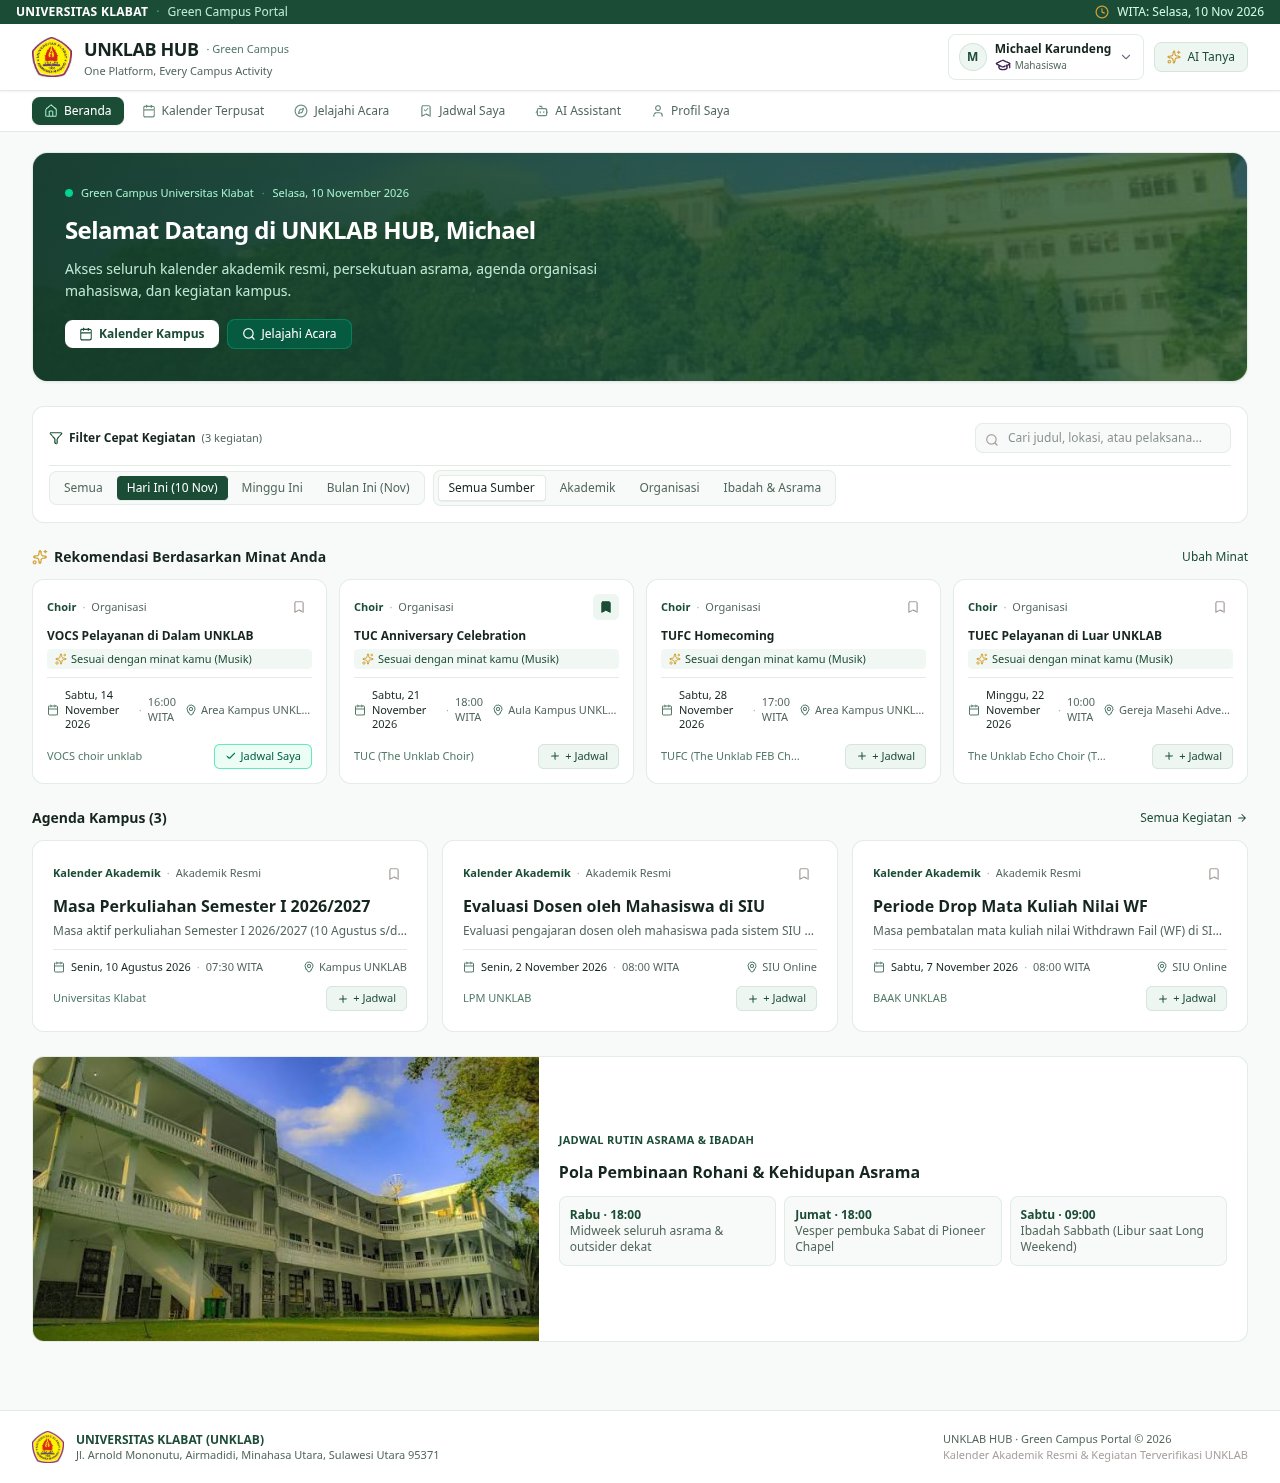 UNIVERSITAS KLABAT · Green Campus Portal
WITA: Selasa, 10 Nov 2026
UNKLAB HUB · Green Campus
One Platform, Every Campus Activity
M
Michael Karundeng
Mahasiswa
AI Tanya
Beranda
Kalender Terpusat
Jelajahi Acara
Jadwal Saya
AI Assistant
Profil Saya
Green Campus Universitas Klabat · Selasa, 10 November 2026
Selamat Datang di UNKLAB HUB, Michael
Akses seluruh kalender akademik resmi, persekutuan asrama, agenda organisasi
mahasiswa, dan kegiatan kampus.
Kalender Kampus
Jelajahi Acara
Filter Cepat Kegiatan (3 kegiatan)
Cari judul, lokasi, atau pelaksana...
Semua
Hari Ini (10 Nov)
Minggu Ini
Bulan Ini (Nov)
Semua Sumber
Akademik
Organisasi
Ibadah & Asrama
Rekomendasi Berdasarkan Minat Anda
Ubah Minat
Choir · Organisasi
VOCS Pelayanan di Dalam UNKLAB
Sesuai dengan minat kamu (Musik)
Sabtu, 14
November
2026
· 16:00
WITA
Area Kampus UNKL...
VOCS choir unklab
Jadwal Saya
Choir · Organisasi
TUC Anniversary Celebration
Sesuai dengan minat kamu (Musik)
Sabtu, 21
November
2026
· 18:00
WITA
Aula Kampus UNKL...
TUC (The Unklab Choir)
+ Jadwal
Choir · Organisasi
TUFC Homecoming
Sesuai dengan minat kamu (Musik)
Sabtu, 28
November
2026
· 17:00
WITA
Area Kampus UNKL...
TUFC (The Unklab FEB Ch...
+ Jadwal
Choir · Organisasi
TUEC Pelayanan di Luar UNKLAB
Sesuai dengan minat kamu (Musik)
Minggu, 22
November
2026
· 10:00
WITA
Gereja Masehi Adve...
The Unklab Echo Choir (T...
+ Jadwal
Agenda Kampus (3)
Semua Kegiatan →
Kalender Akademik · Akademik Resmi
Masa Perkuliahan Semester I 2026/2027
Masa aktif perkuliahan Semester I 2026/2027 (10 Agustus s/d...
Senin, 10 Agustus 2026 · 07:30 WITA
Kampus UNKLAB
Universitas Klabat
+ Jadwal
Kalender Akademik · Akademik Resmi
Evaluasi Dosen oleh Mahasiswa di SIU
Evaluasi pengajaran dosen oleh mahasiswa pada sistem SIU ...
Senin, 2 November 2026 · 08:00 WITA
SIU Online
LPM UNKLAB
+ Jadwal
Kalender Akademik · Akademik Resmi
Periode Drop Mata Kuliah Nilai WF
Masa pembatalan mata kuliah nilai Withdrawn Fail (WF) di SI...
Sabtu, 7 November 2026 · 08:00 WITA
SIU Online
BAAK UNKLAB
+ Jadwal
JADWAL RUTIN ASRAMA & IBADAH
Pola Pembinaan Rohani & Kehidupan Asrama
Rabu · 18:00
Midweek seluruh asrama &
outsider dekat
Jumat · 18:00
Vesper pembuka Sabat di Pioneer
Chapel
Sabtu · 09:00
Ibadah Sabbath (Libur saat Long
Weekend)
UNIVERSITAS KLABAT (UNKLAB)
Jl. Arnold Mononutu, Airmadidi, Minahasa Utara, Sulawesi Utara 95371
UNKLAB HUB · Green Campus Portal © 2026
Kalender Akademik Resmi & Kegiatan Terverifikasi UNKLAB